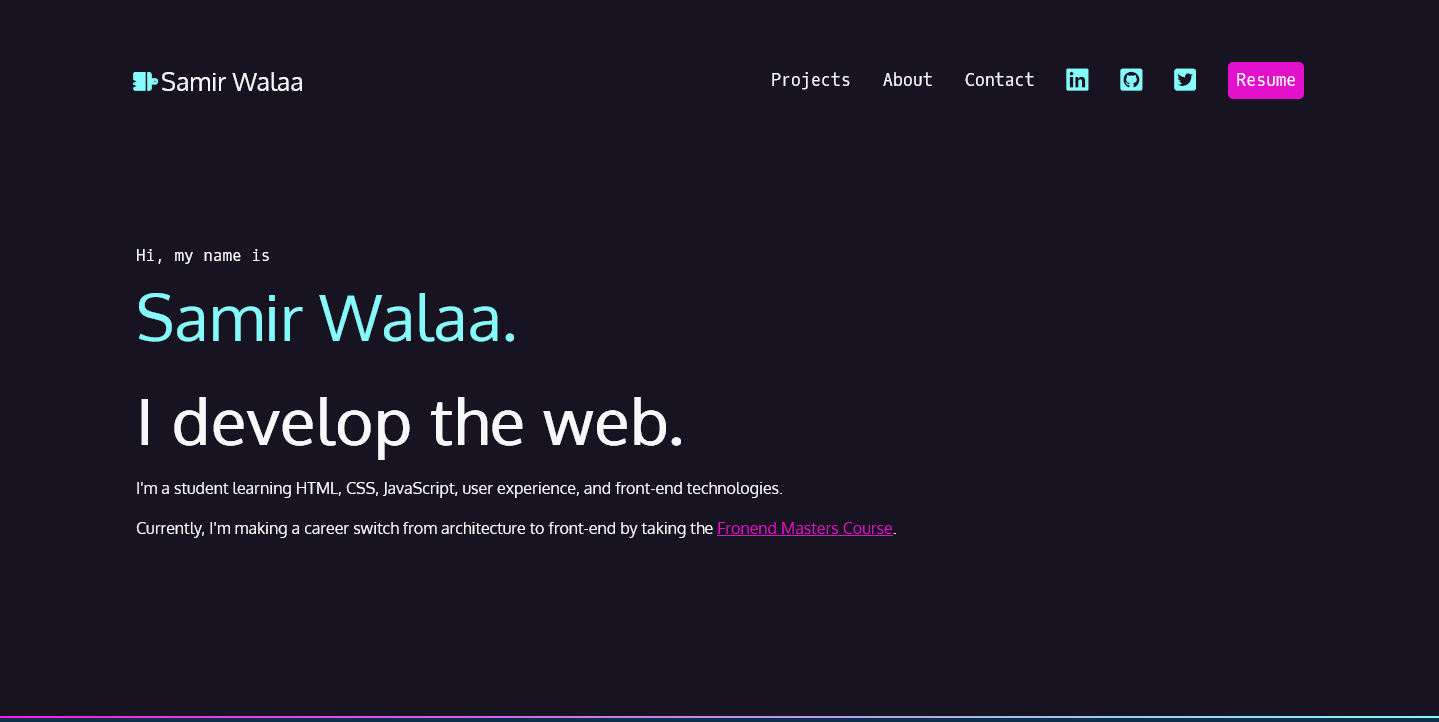 Samir Walaa
Projects About Contact Resume
Hi, my name is
Samir Walaa.
I develop the web.
I'm a student learning HTML, CSS, JavaScript, user experience, and front-end technologies.
Currently, I'm making a career switch from architecture to front-end by taking the Fronend Masters Course.